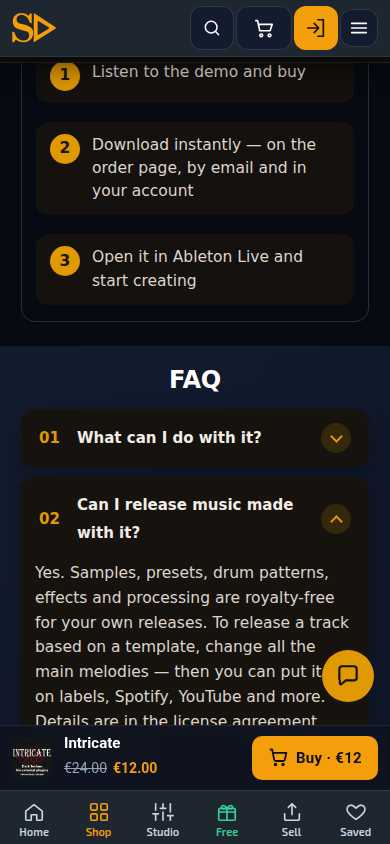 S
1 Listen to the demo and buy
2 Download instantly — on the
order page, by email and in
your account
3 Open it in Ableton Live and
start creating
FAQ
01 What can I do with it?
02 Can I release music made
with it?
Yes. Samples, presets, drum patterns,
effects and processing are royalty-free
for your own releases. To release a track
based on a template, change all the
main melodies — then you can put it
on labels, Spotify, YouTube and more.
Details are in the license agreement
INTRICATE
Intricate
€24.00 €12.00
Buy · €12
Home Shop Studio Free Sell Saved